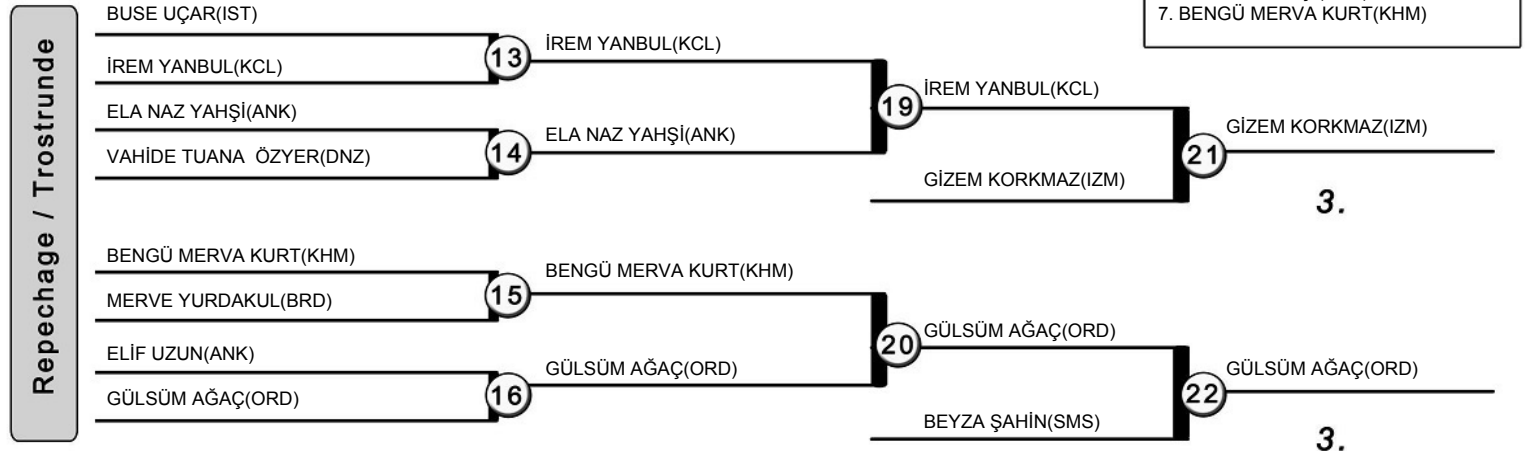 Repechage / Trostrunde
7. BENGÜ MERVA KURT(KHM)
BUSE UÇAR(IST)
İREM YANBUL(KCL)
13
İREM YANBUL(KCL)
ELA NAZ YAHŞİ(ANK)
VAHİDE TUANA ÖZYER(DNZ)
14
ELA NAZ YAHŞİ(ANK)
19
İREM YANBUL(KCL)
GİZEM KORKMAZ(IZM)
21
GİZEM KORKMAZ(IZM)
3.
BENGÜ MERVA KURT(KHM)
MERVE YURDAKUL(BRD)
15
BENGÜ MERVA KURT(KHM)
ELİF UZUN(ANK)
GÜLSÜM AĞAÇ(ORD)
16
GÜLSÜM AĞAÇ(ORD)
20
GÜLSÜM AĞAÇ(ORD)
BEYZA ŞAHİN(SMS)
22
GÜLSÜM AĞAÇ(ORD)
3.